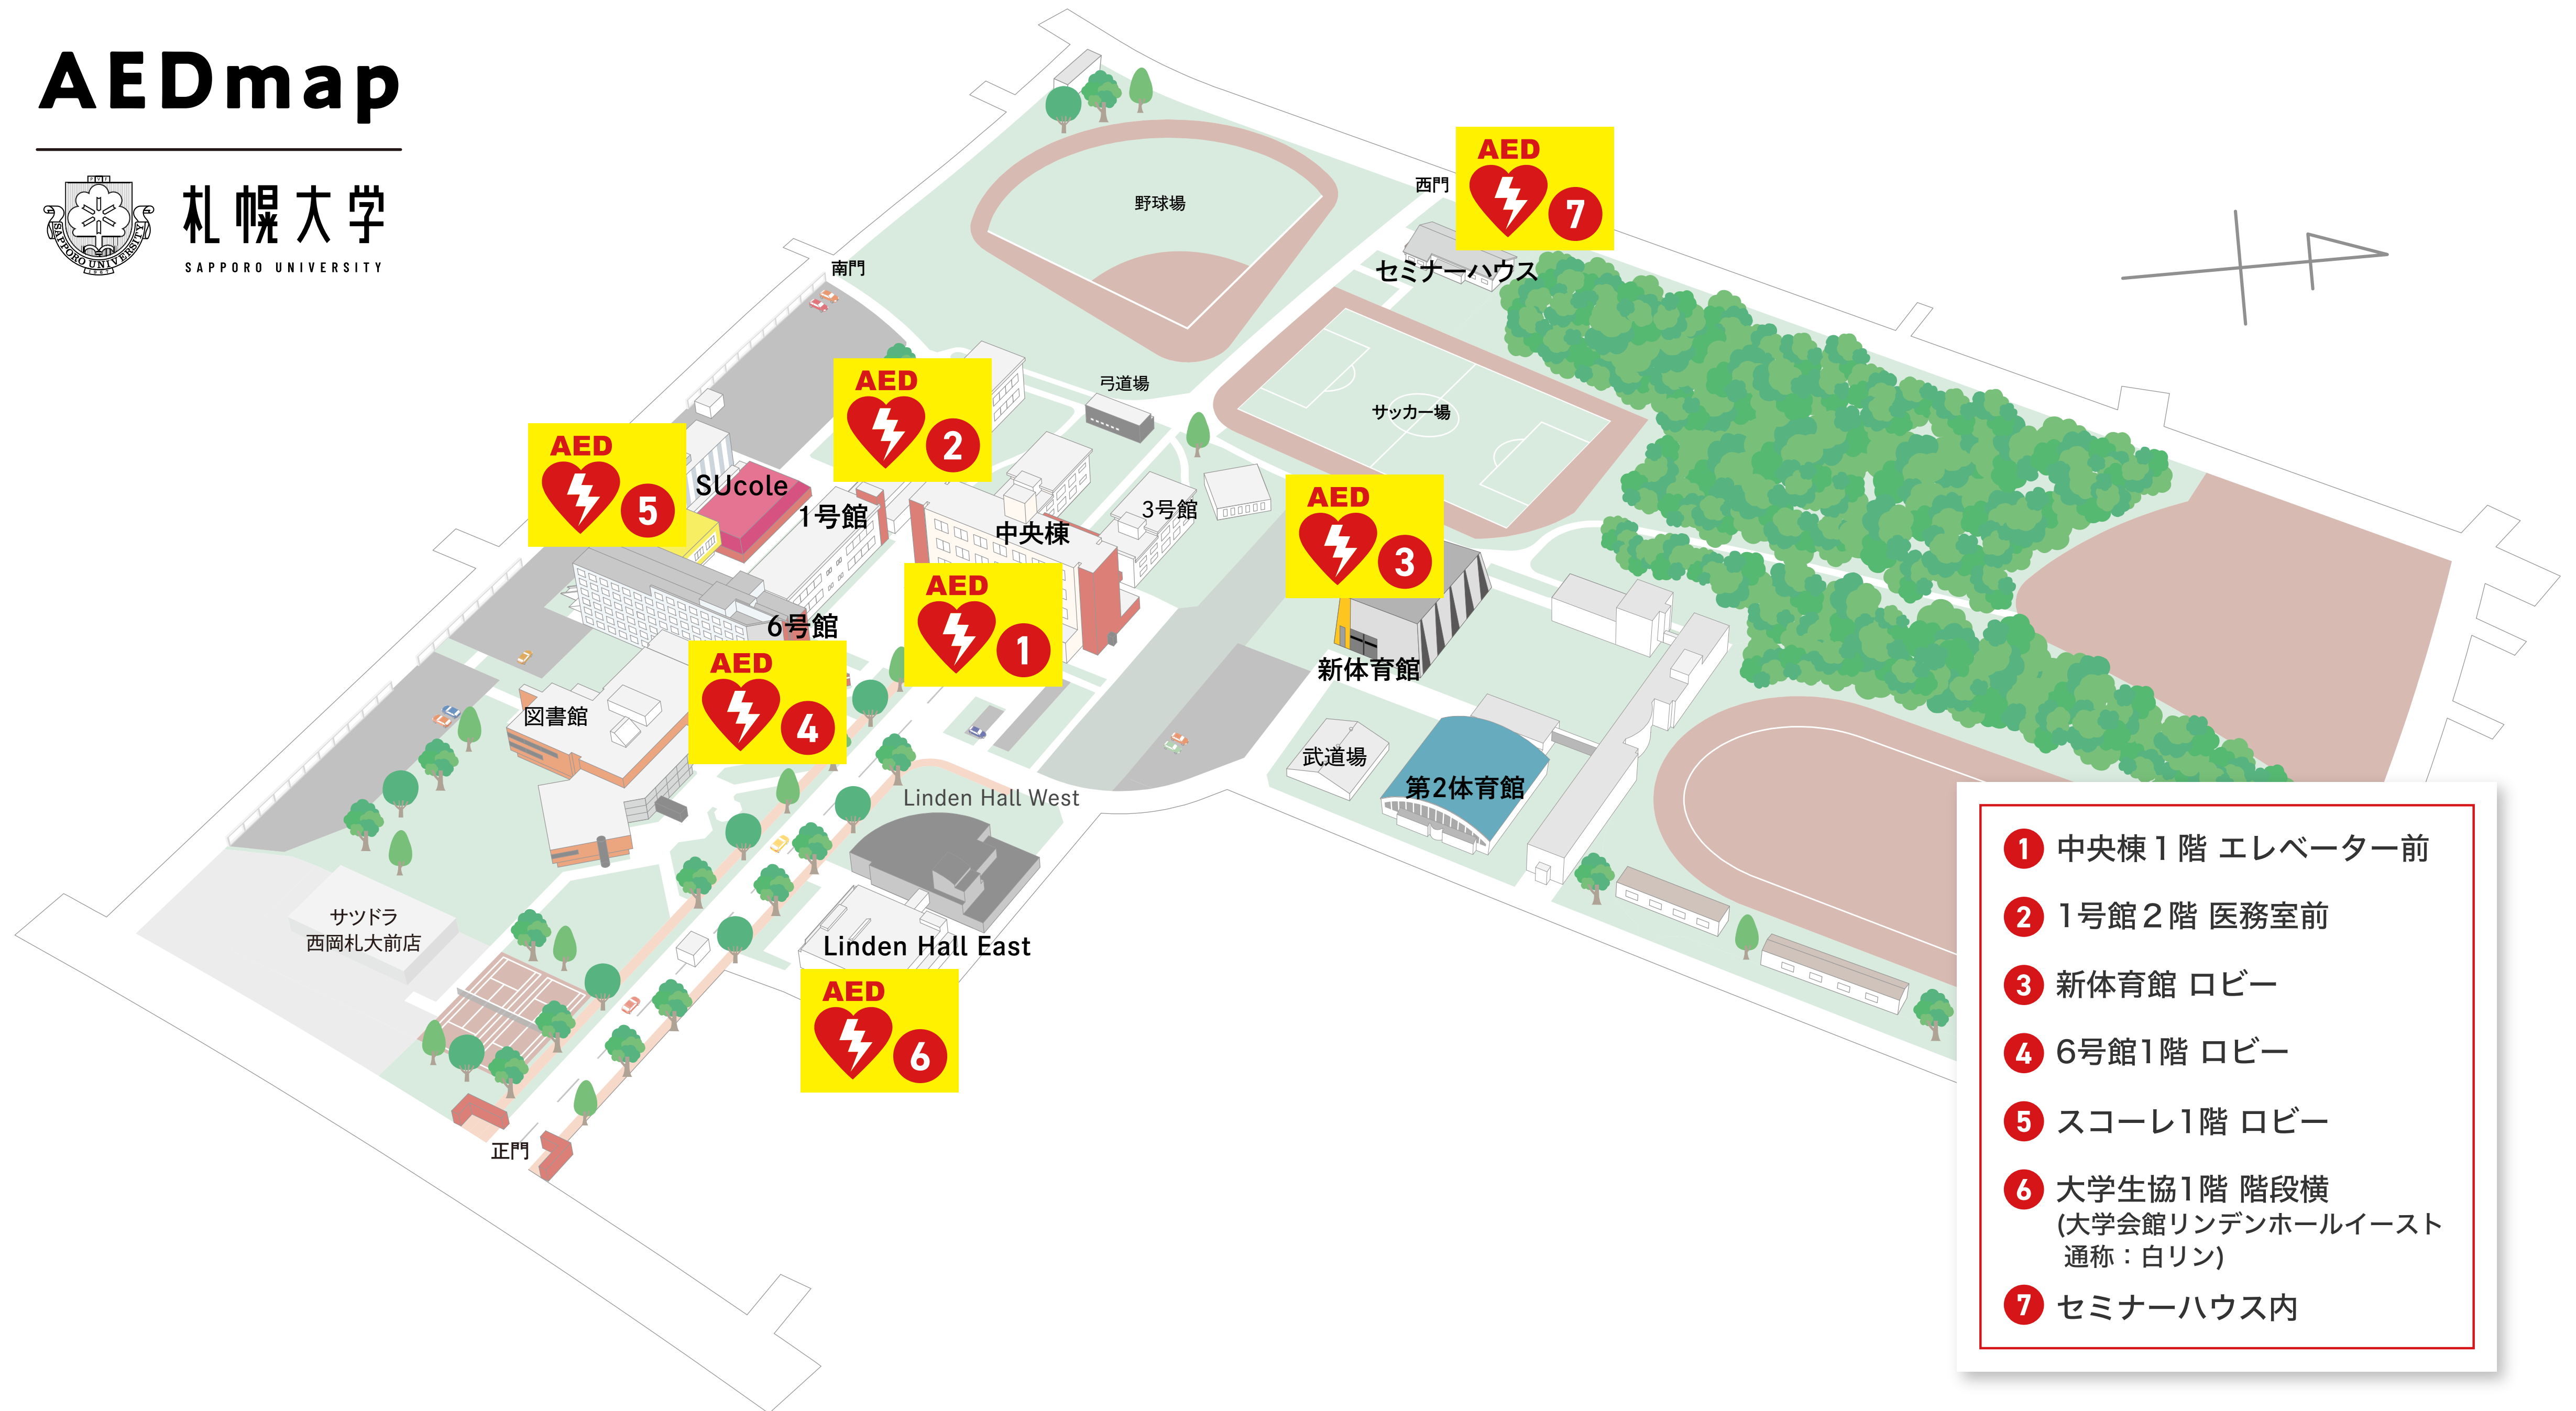 AEDmap
札幌大学
SAPPORO UNIVERSITY
SAPPORO UNIVERSITY
野球場
西門
AED
7
セミナーハウス
南門
AED
2
弓道場
サッカー場
AED
5
SUcole
1号館
中央棟
3号館
AED
3
新体育館
AED
1
6号館
AED
4
図書館
武道場
第2体育館
Linden Hall West
サツドラ
西岡札大前店
Linden Hall East
AED
6
正門
1 中央棟１階 エレベーター前
2 1号館２階 医務室前
3 新体育館 ロビー
4 6号館1階 ロビー
5 スコーレ1階 ロビー
6 大学生協1階 階段横
(大学会館リンデンホールイースト
通称：白リン)
7 セミナーハウス内